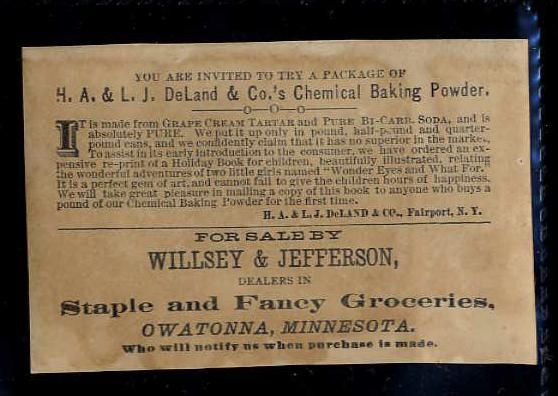 YOU ARE INVITED TO TRY A PACKAGE OF
H. A. & L. J. DeLand & Co.'s Chemical Baking Powder.
—o—O—o—
IT is made from GRAPE CREAM TARTAR and PURE BI-CARB. SODA, and is
absolutely PURE. We put it up only in pound, half-pound and quarter-
pound cans, and we confidently claim that it has no superior in the market.
To assist in its early introduction to the consumer, we have ordered an ex-
pensive re-print of a Holiday Book for children, beautifully illustrated, relating
the wonderful adventures of two little girls named "Wonder Eyes and What For."
It is a perfect gem of art, and cannot fail to give the children hours of happiness.
We will take great pleasure in mailing a copy of this book to anyone who buys a
pound of our Chemical Baking Powder for the first time.
H. A. & L. J. DeLAND & CO., Fairport, N. Y.
FOR SALE BY
WILLSEY & JEFFERSON,
DEALERS IN
Staple and Fancy Groceries,
OWATONNA, MINNESOTA.
Who will notify us when purchase is made.